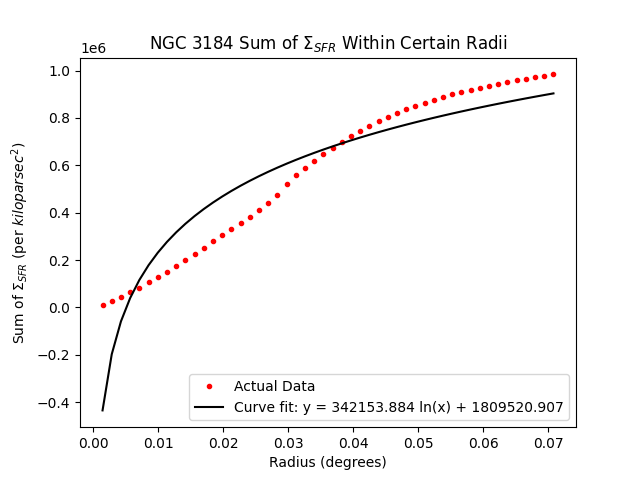 NGC 3184 Sum of Σ_SFR Within Certain Radii
1e6
1.0
0.8
0.6
0.4
0.2
0.0
−0.2
−0.4
Sum of Σ_SFR (per kiloparsec²)
Actual Data
Curve fit: y = 342153.884 ln(x) + 1809520.907
0.00 0.01 0.02 0.03 0.04 0.05 0.06 0.07
Radius (degrees)